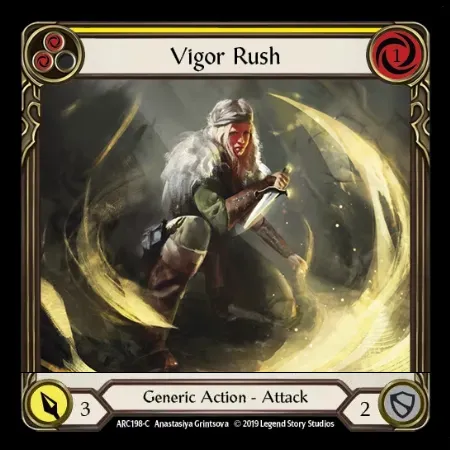 Vigor Rush
1
Generic Action - Attack
3
2
ARC198-C Anastasiya Grintsova © 2019 Legend Story Studios